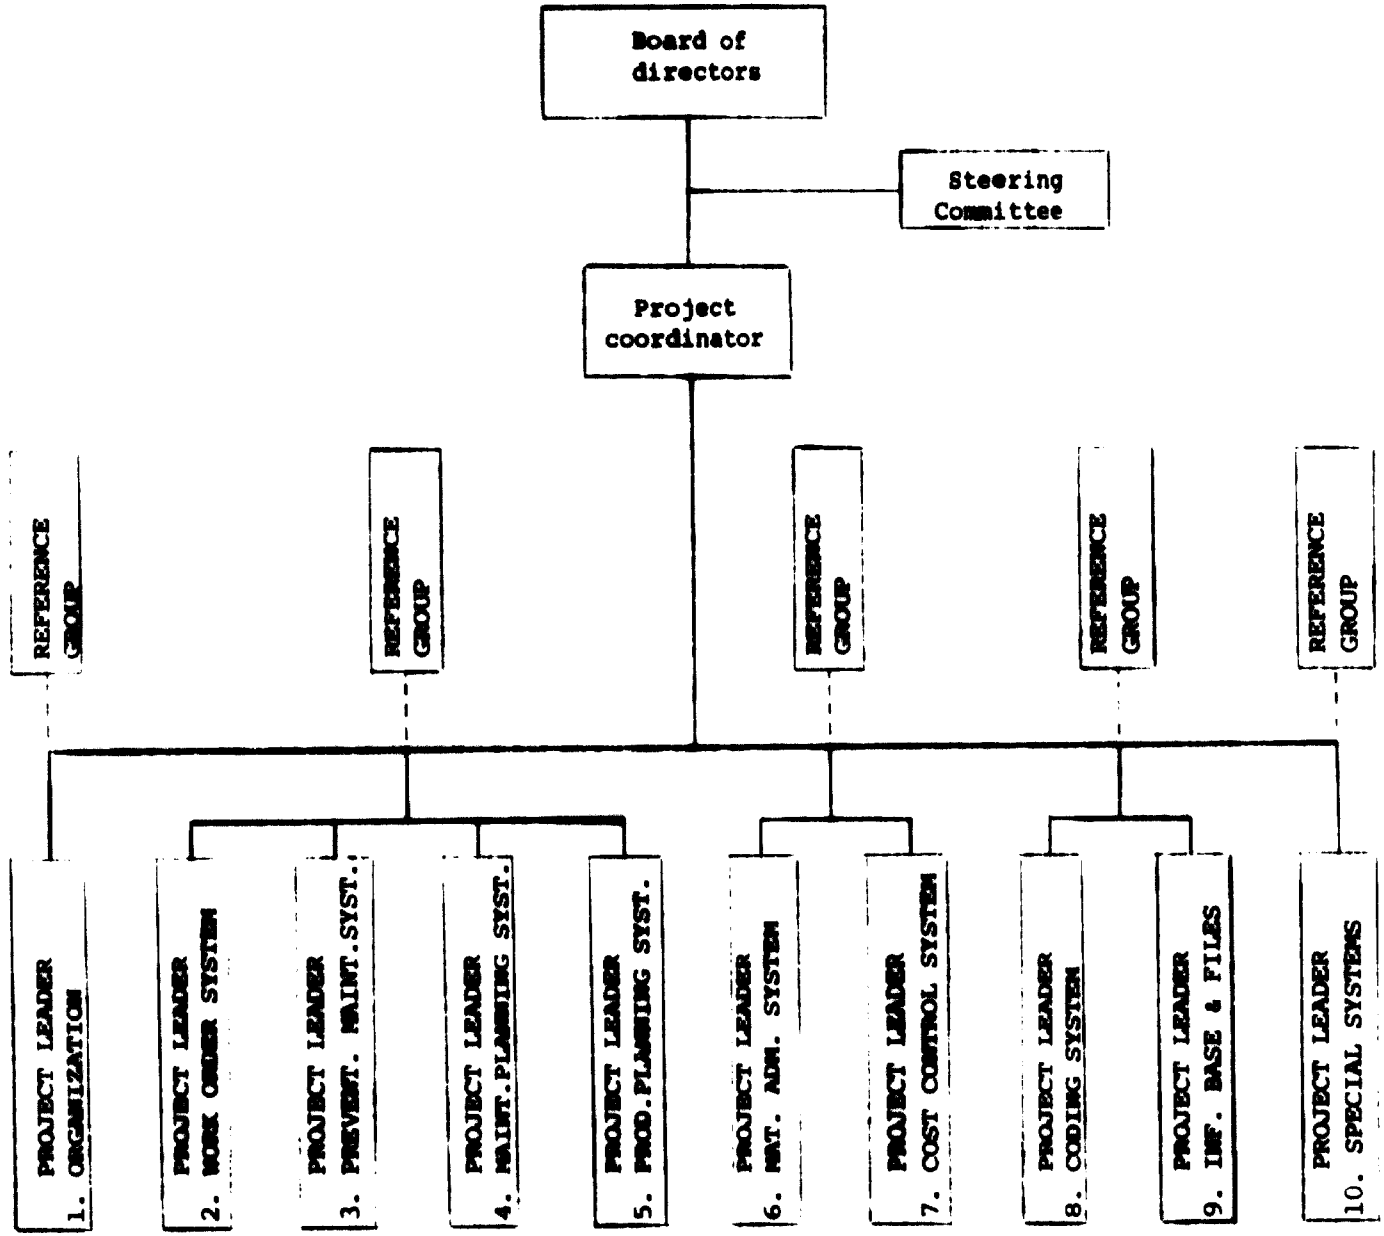 Board of
directors
Steering
Committee
Project
coordinator
REFERENCE
GROUP
REFERENCE
GROUP
REFERENCE
GROUP
REFERENCE
GROUP
REFERENCE
GROUP
PROJECT LEADER
1. ORGANIZATION
PROJECT LEADER
2. WORK ORDER SYSTEM
PROJECT LEADER
3. PREVENT. MAINT.SYST.
PROJECT LEADER
4. MAINT.PLANNING SYST.
PROJECT LEADER
5. PROD.PLANNING SYST.
PROJECT LEADER
6. MAT. ADM. SYSTEM
PROJECT LEADER
7. COST CONTROL SYSTEM
PROJECT LEADER
8. CODING SYSTEM
PROJECT LEADER
9. INF. BASE & FILES
PROJECT LEADER
10. SPECIAL SYSTEMS